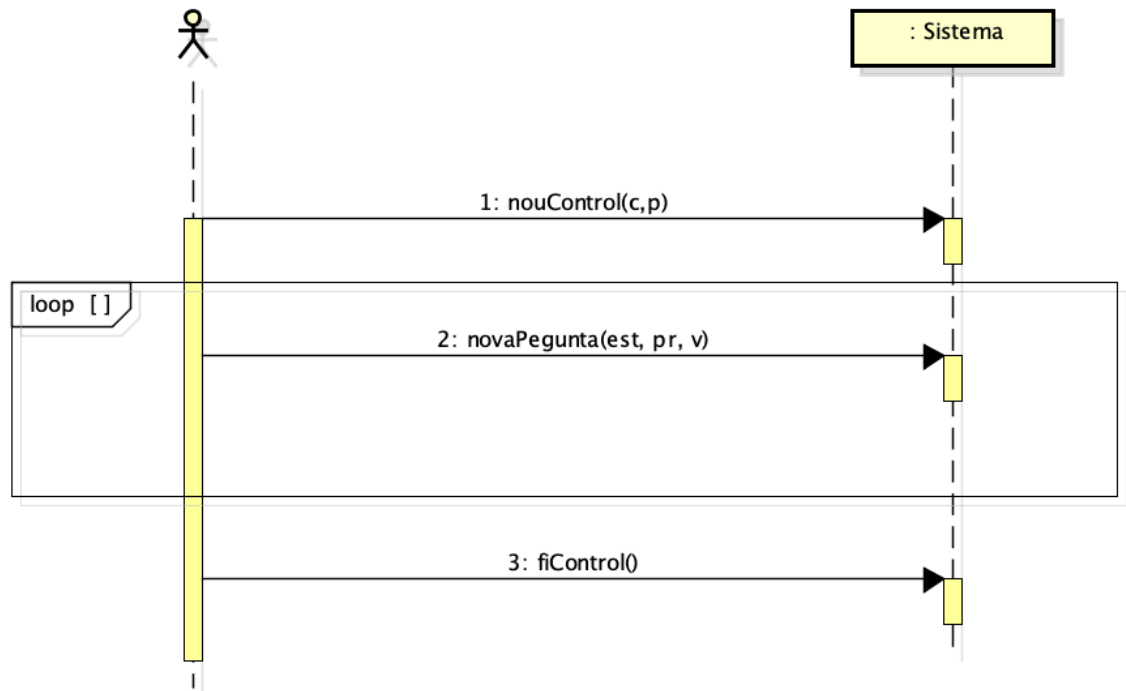 : Sistema
1: nouControl(c,p)
loop [ ]
2: novaPegunta(est, pr, v)
3: fiControl()